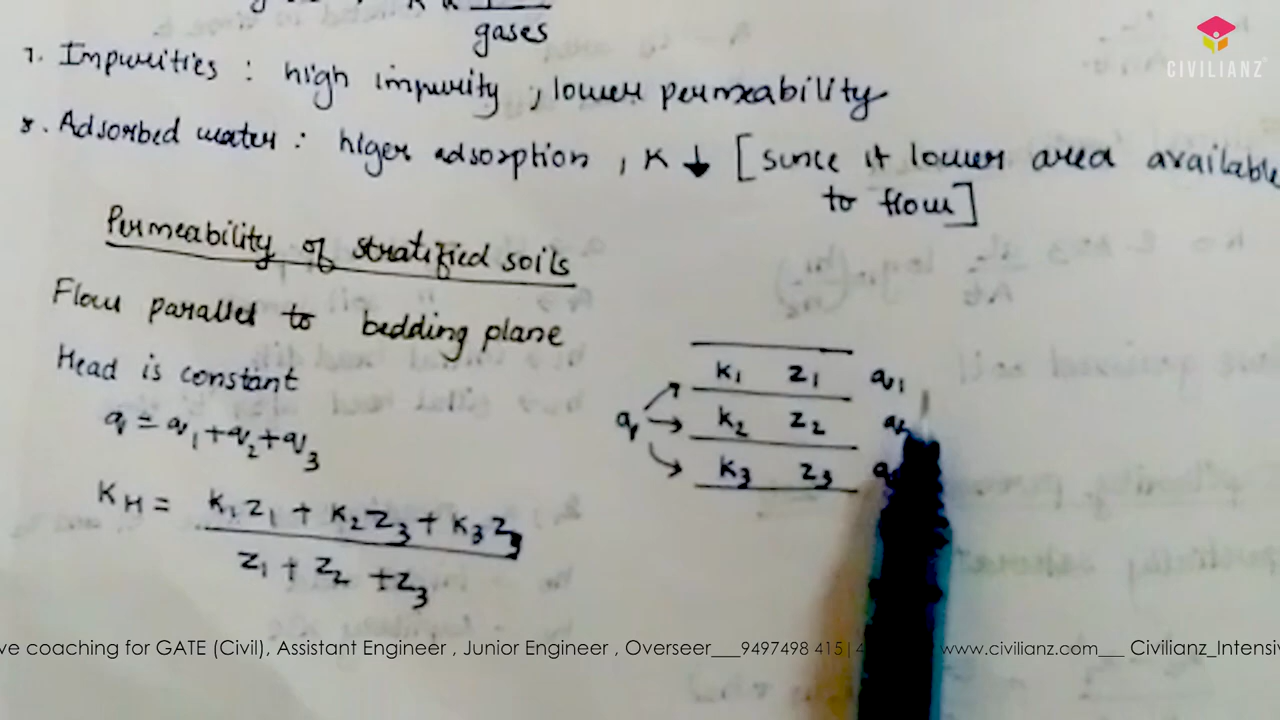 gases
7. Impurities : high impurity , lower permeability
8. Adsorbed water : higer adsorption , K ↓ [since it lower area available
to flow]
Permeability of stratified soils
Flow parallel to bedding plane
Head is constant
q = q1+q2+q3
KH = K1Z1 + K2Z3 + K3Z3
Z1 + Z2 +Z3
K1 Z1 q1
q K2 Z2 q2
K3 Z3 q
CIVILIANZ
ve coaching for GATE (Civil), Assistant Engineer , Junior Engineer , Overseer___9497498 415|4 www.civilianz.com___ Civilianz_Intensiv